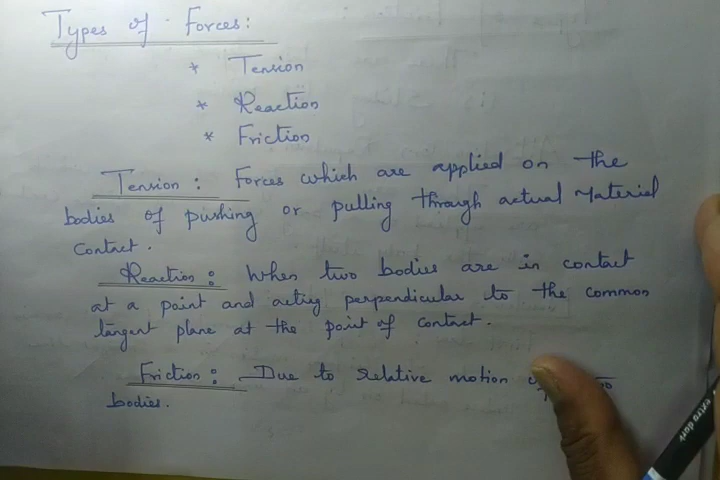 Types of Forces:
* Tension
* Reaction
* Friction
Tension: Forces which are applied on the
bodies of pushing or pulling through actual Material
Contact.
Reaction: When two bodies are in contact
at a point and acting perpendicular to the common
tangent plane at the point of contact.
Friction: Due to relative motion
bodies.
extra dark